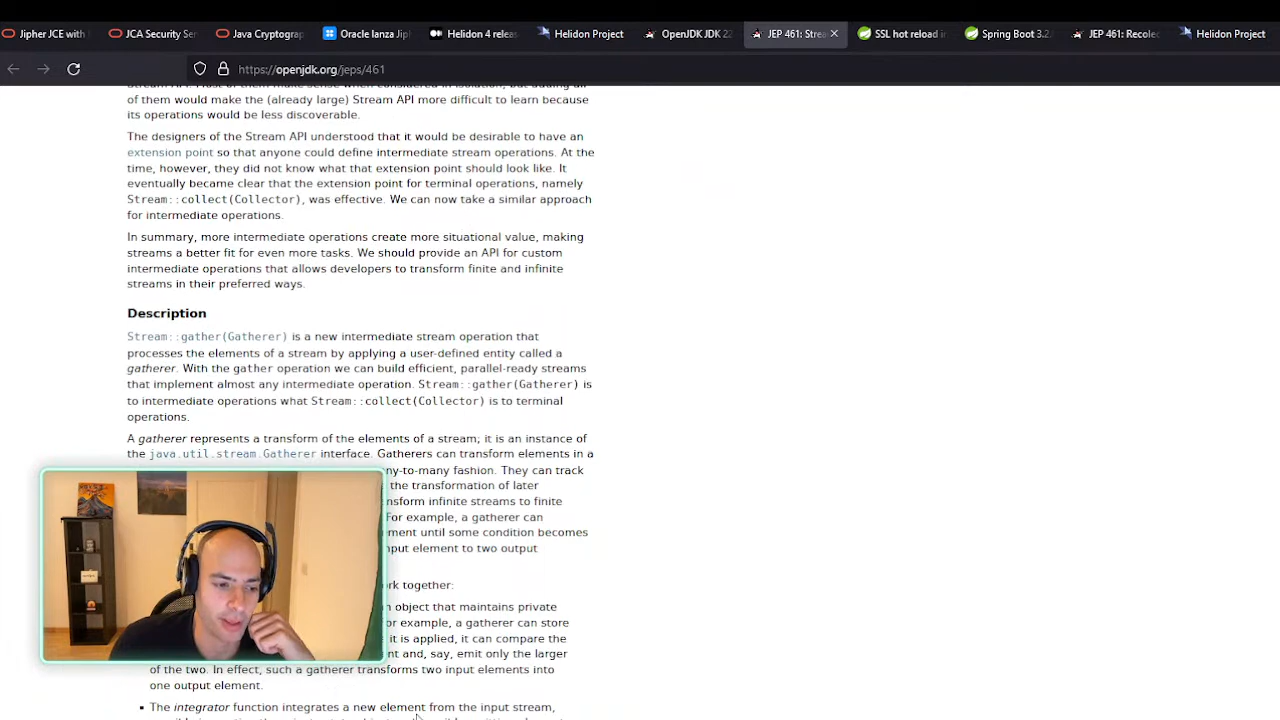 Jipher JCE with
JCA Security Ser
Java Cryptograp
Oracle lanza Jipl
Helidon 4 releas
Helidon Project
OpenJDK JDK 22
JEP 461: Strea
SSL hot reload in
Spring Boot 3.2
JEP 461: Recolec
Helidon Project
https://openjdk.org/jeps/461
of them would make the (already large) Stream API more difficult to learn because
its operations would be less discoverable.
The designers of the Stream API understood that it would be desirable to have an
extension point so that anyone could define intermediate stream operations. At the
time, however, they did not know what that extension point should look like. It
eventually became clear that the extension point for terminal operations, namely
Stream::collect(Collector), was effective. We can now take a similar approach
for intermediate operations.
In summary, more intermediate operations create more situational value, making
streams a better fit for even more tasks. We should provide an API for custom
intermediate operations that allows developers to transform finite and infinite
streams in their preferred ways.
Description
Stream::gather(Gatherer) is a new intermediate stream operation that
processes the elements of a stream by applying a user-defined entity called a
gatherer. With the gather operation we can build efficient, parallel-ready streams
that implement almost any intermediate operation. Stream::gather(Gatherer) is
to intermediate operations what Stream::collect(Collector) is to terminal
operations.
A gatherer represents a transform of the elements of a stream; it is an instance of
the java.util.stream.Gatherer interface. Gatherers can transform elements in a
ny-to-many fashion. They can track
the transformation of later
nsform infinite streams to finite
For example, a gatherer can
ment until some condition becomes
nput element to two output
rk together:
n object that maintains private
or example, a gatherer can store
it is applied, it can compare the
nt and, say, emit only the larger
of the two. In effect, such a gatherer transforms two input elements into
one output element.
▪ The integrator function integrates a new element from the input stream,